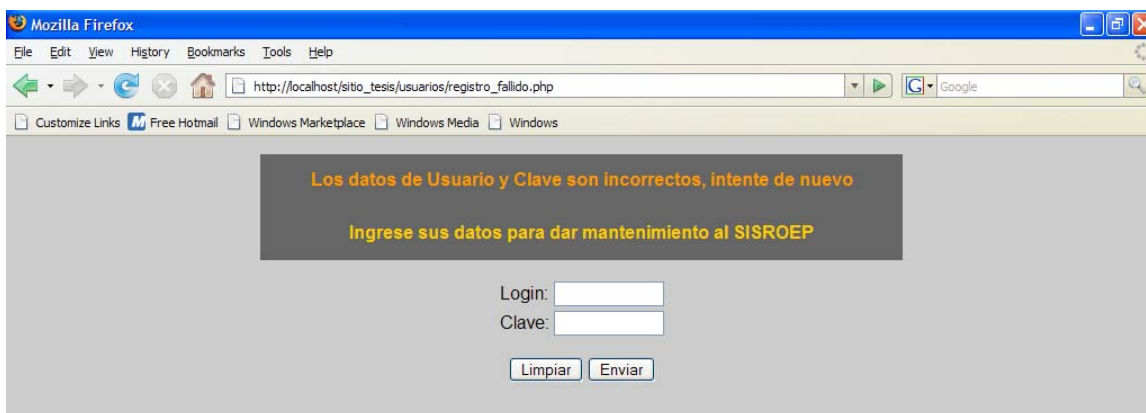 Mozilla Firefox
File Edit View History Bookmarks Tools Help
http://localhost/sitio_tesis/usuarios/registro_fallido.php G Google
Customize Links Free Hotmail Windows Marketplace Windows Media Windows
Los datos de Usuario y Clave son incorrectos, intente de nuevo
Ingrese sus datos para dar mantenimiento al SISROEP
Login:
Clave:
Limpiar Enviar